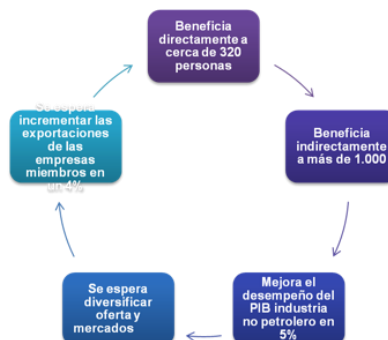 Beneficia
directamente a
cerca de 320
personas
Beneficia
indirectamente
a más de 1.000
Mejora el
desempeño del
PIB industria
no petrolero en
5%
Se espera
diversificar
oferta y
mercados
Se espera
incrementar las
exportaciones
de las
empresas
miembros en
un 4%